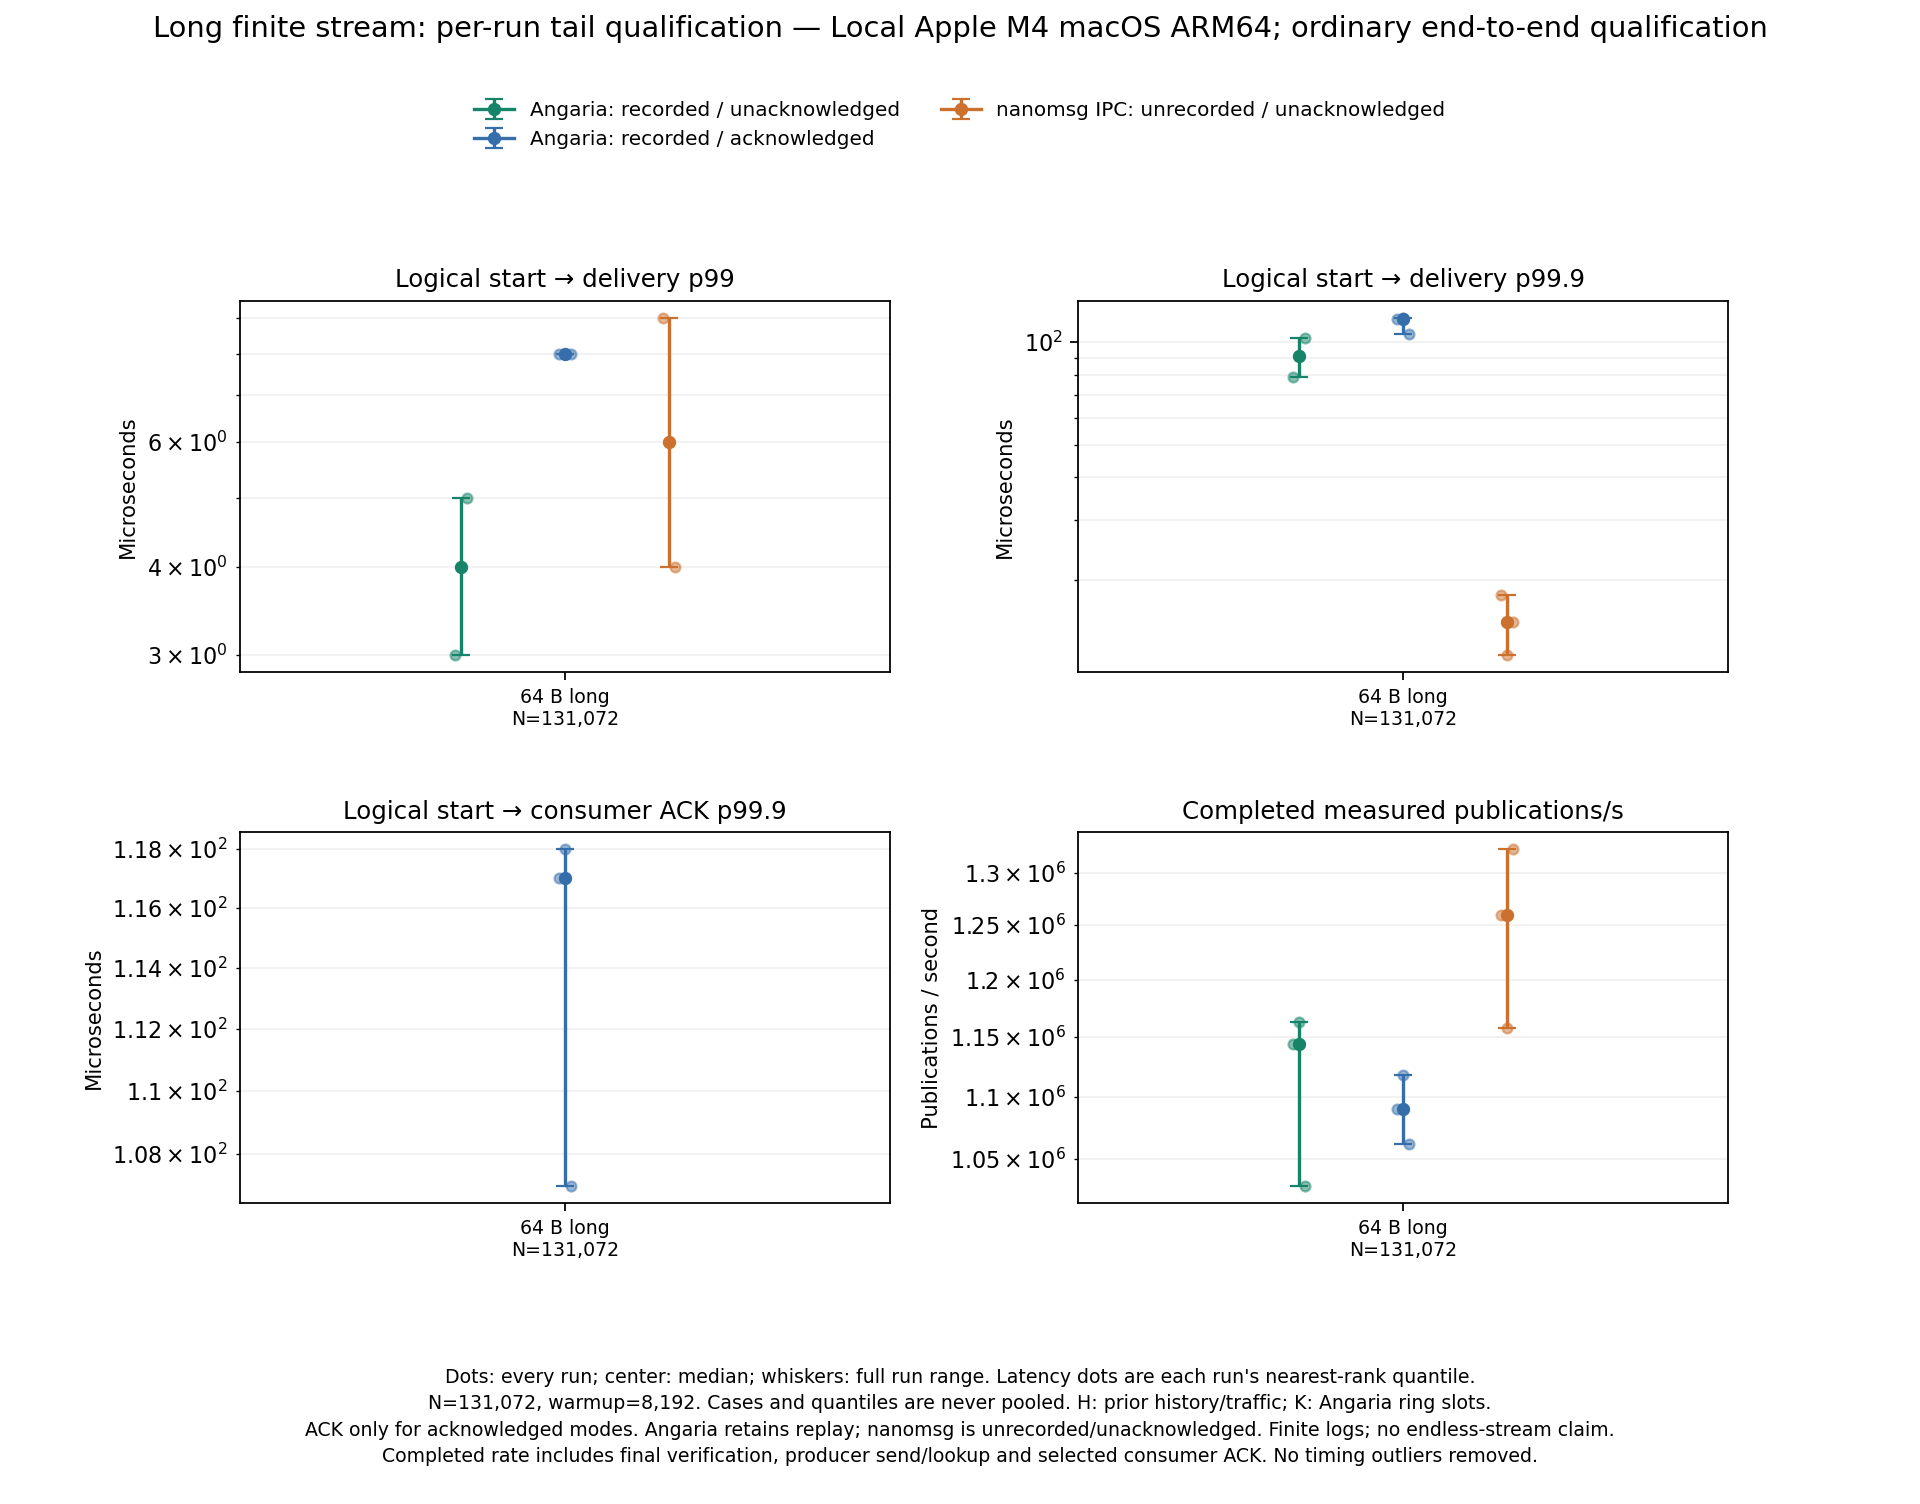 Long finite stream: per-run tail qualification — Local Apple M4 macOS ARM64; ordinary end-to-end qualification
Angaria: recorded / unacknowledged
nanomsg IPC: unrecorded / unacknowledged
Angaria: recorded / acknowledged
Logical start → delivery p99
Microseconds
6 × 10⁰
4 × 10⁰
3 × 10⁰
64 B long
N=131,072
Logical start → delivery p99.9
Microseconds
10²
64 B long
N=131,072
Logical start → consumer ACK p99.9
Microseconds
1.18 × 10²
1.16 × 10²
1.14 × 10²
1.12 × 10²
1.1 × 10²
1.08 × 10²
64 B long
N=131,072
Completed measured publications/s
Publications / second
1.3 × 10⁶
1.25 × 10⁶
1.2 × 10⁶
1.15 × 10⁶
1.1 × 10⁶
1.05 × 10⁶
64 B long
N=131,072
Dots: every run; center: median; whiskers: full run range. Latency dots are each run's nearest-rank quantile.
N=131,072, warmup=8,192. Cases and quantiles are never pooled. H: prior history/traffic; K: Angaria ring slots.
ACK only for acknowledged modes. Angaria retains replay; nanomsg is unrecorded/unacknowledged. Finite logs; no endless-stream claim.
Completed rate includes final verification, producer send/lookup and selected consumer ACK. No timing outliers removed.